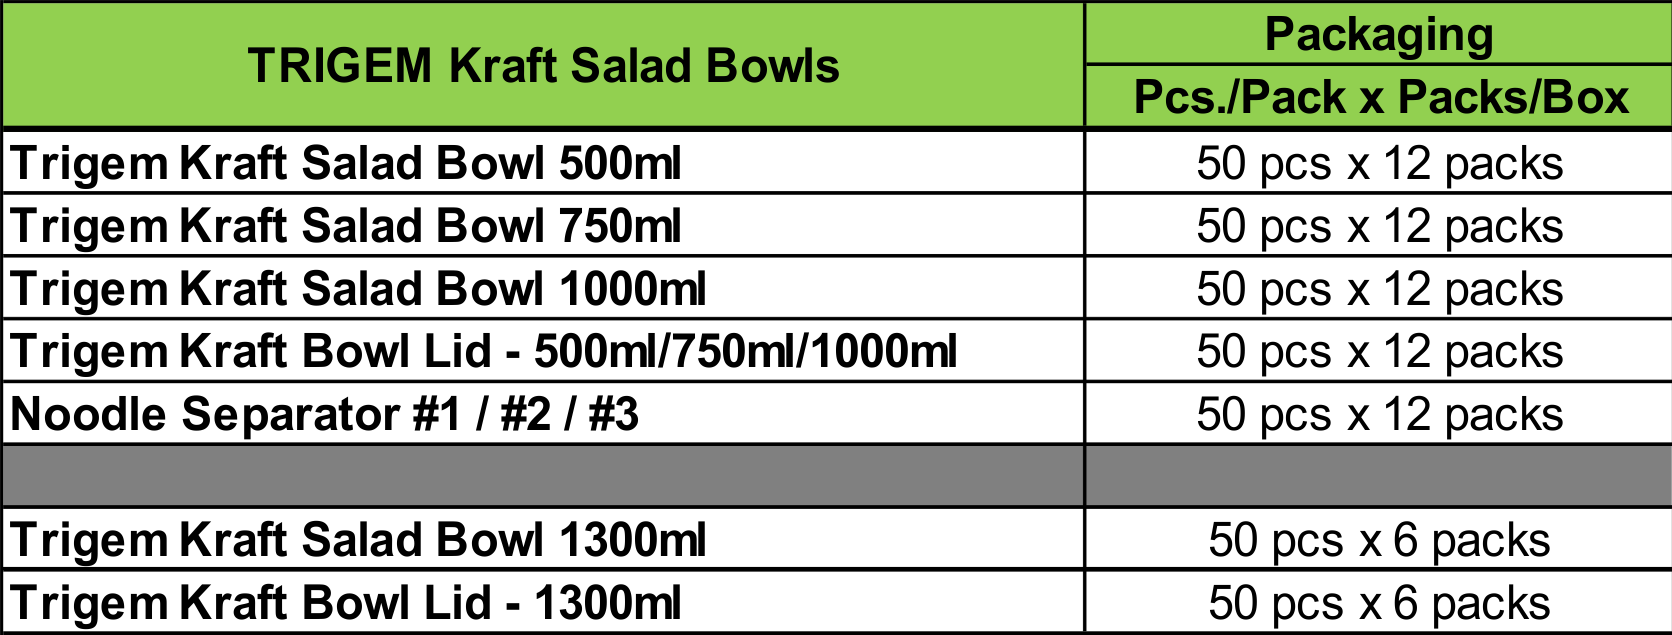 TRIGEM Kraft Salad Bowls
Packaging
Pcs./Pack x Packs/Box
Trigem Kraft Salad Bowl 500ml
50 pcs x 12 packs
Trigem Kraft Salad Bowl 750ml
50 pcs x 12 packs
Trigem Kraft Salad Bowl 1000ml
50 pcs x 12 packs
Trigem Kraft Bowl Lid - 500ml/750ml/1000ml
50 pcs x 12 packs
Noodle Separator #1 / #2 / #3
50 pcs x 12 packs
Trigem Kraft Salad Bowl 1300ml
50 pcs x 6 packs
Trigem Kraft Bowl Lid - 1300ml
50 pcs x 6 packs